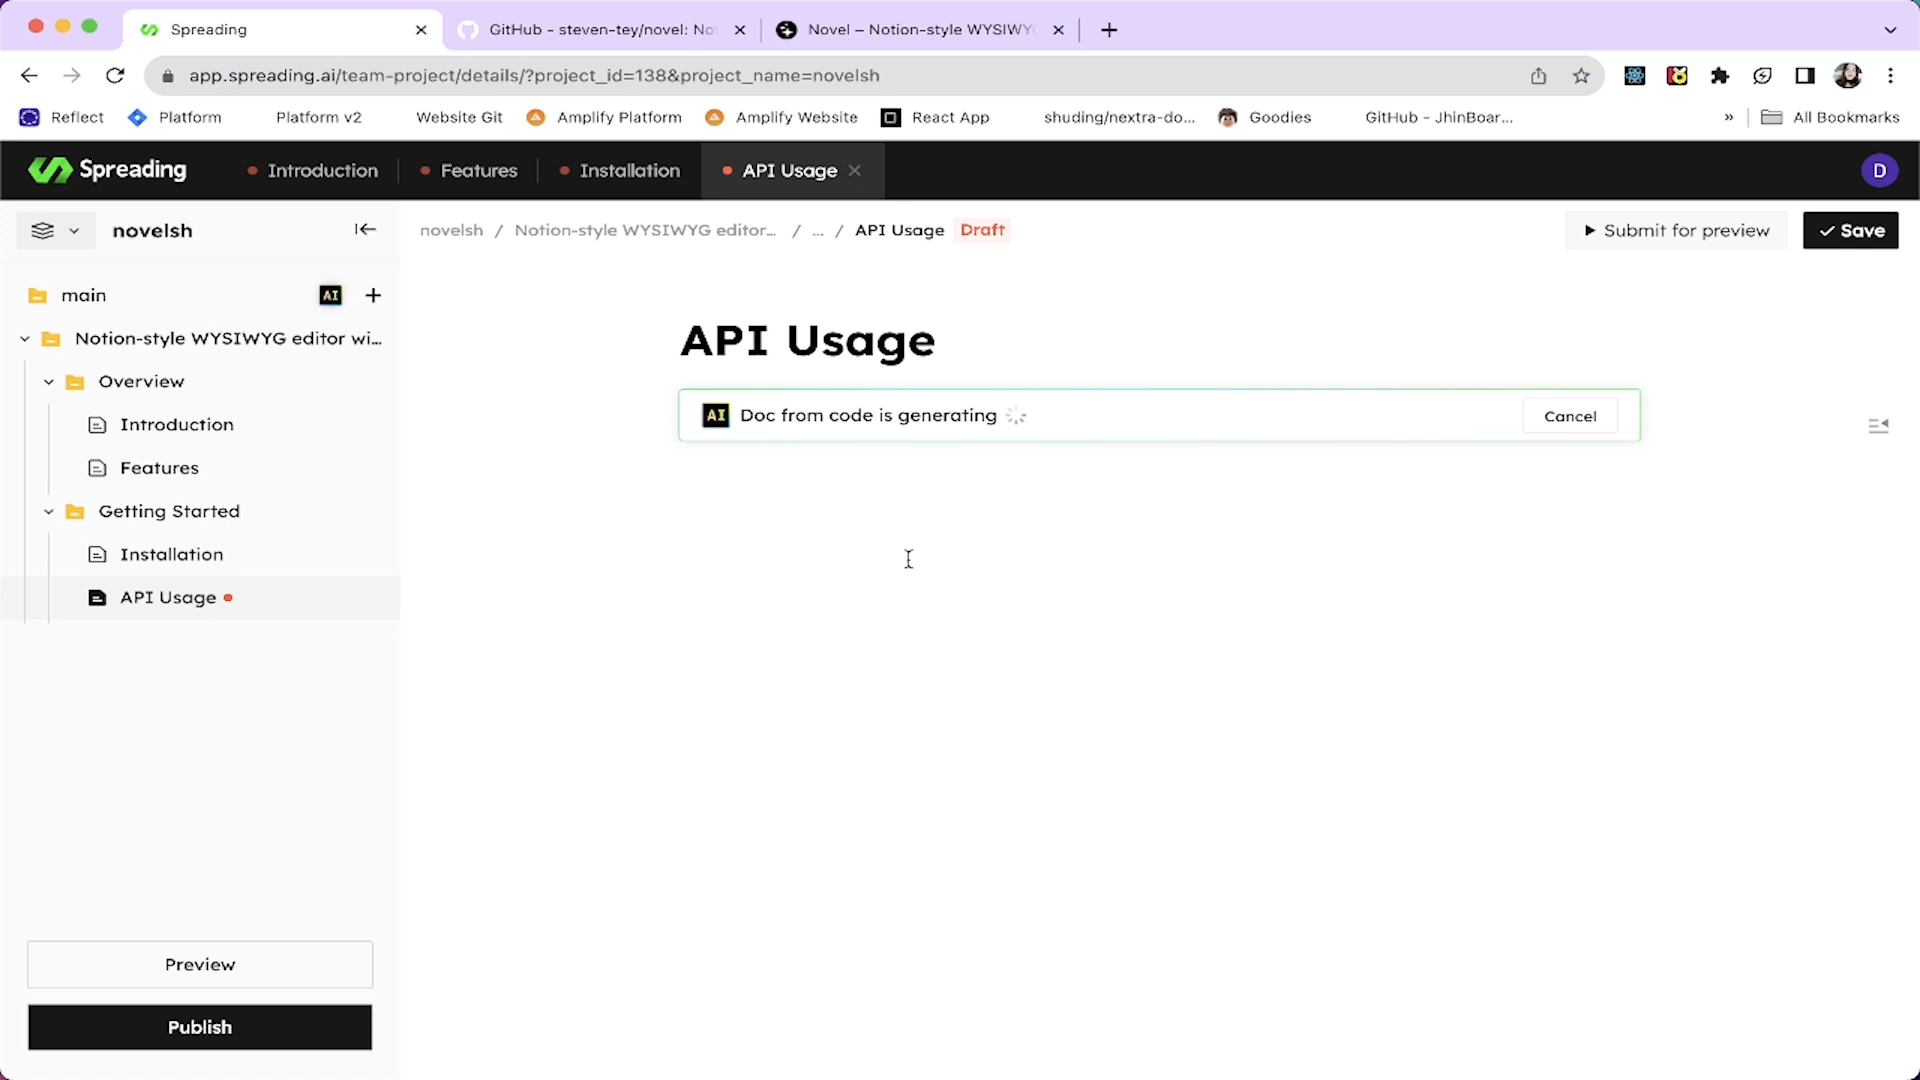 Spreading
GitHub - steven-tey/novel: No
Novel – Notion-style WYSIWY
app.spreading.ai/team-project/details/?project_id=138&project_name=novelsh
Reflect
Platform
Platform v2
Website Git
Amplify Platform
Amplify Website
React App
shuding/nextra-do...
Goodies
GitHub - JhinBoar...
»
All Bookmarks
Spreading
Introduction
Features
Installation
API Usage
D
novelsh
novelsh / Notion-style WYSIWYG editor... / ... / API Usage Draft
Submit for preview
Save
main
AI
Notion-style WYSIWYG editor wi...
Overview
Introduction
Features
Getting Started
Installation
API Usage
API Usage
AI Doc from code is generating
Cancel
Preview
Publish